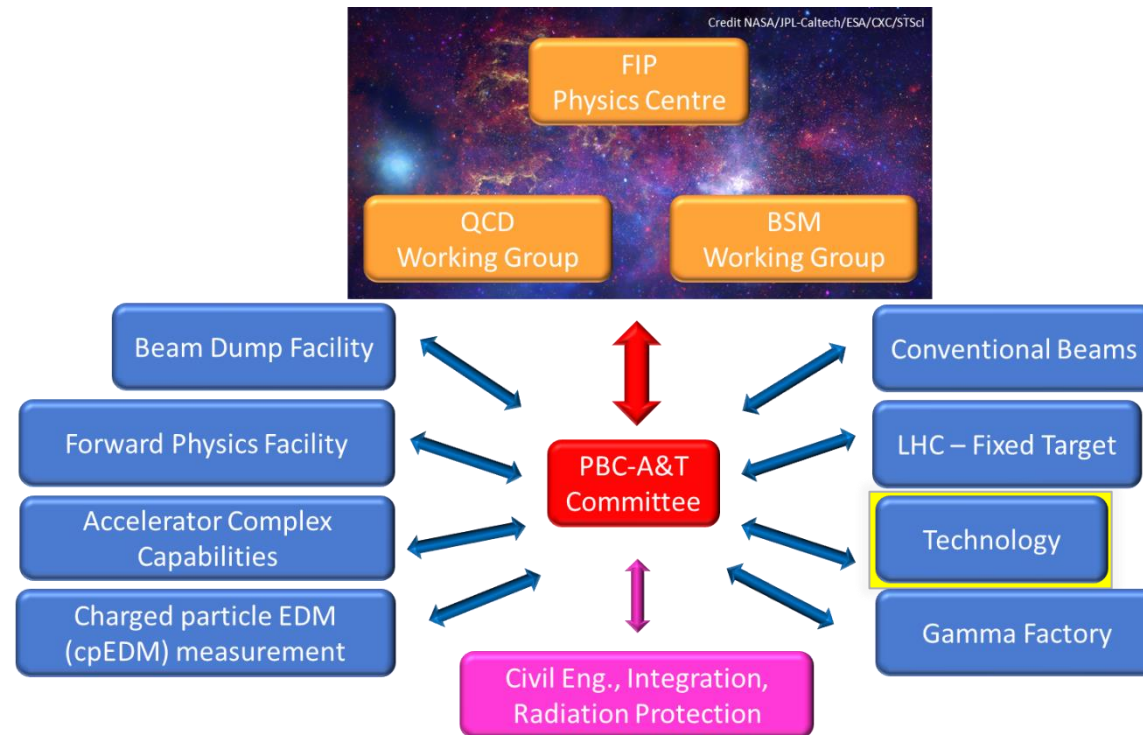 Credit NASA/JPL-Caltech/ESA/CXC/STScI
FIP
Physics Centre
QCD
Working Group
BSM
Working Group
Beam Dump Facility
Conventional Beams
Forward Physics Facility
LHC – Fixed Target
PBC-A&T
Committee
Accelerator Complex
Capabilities
Technology
Charged particle EDM
(cpEDM) measurement
Gamma Factory
Civil Eng., Integration,
Radiation Protection